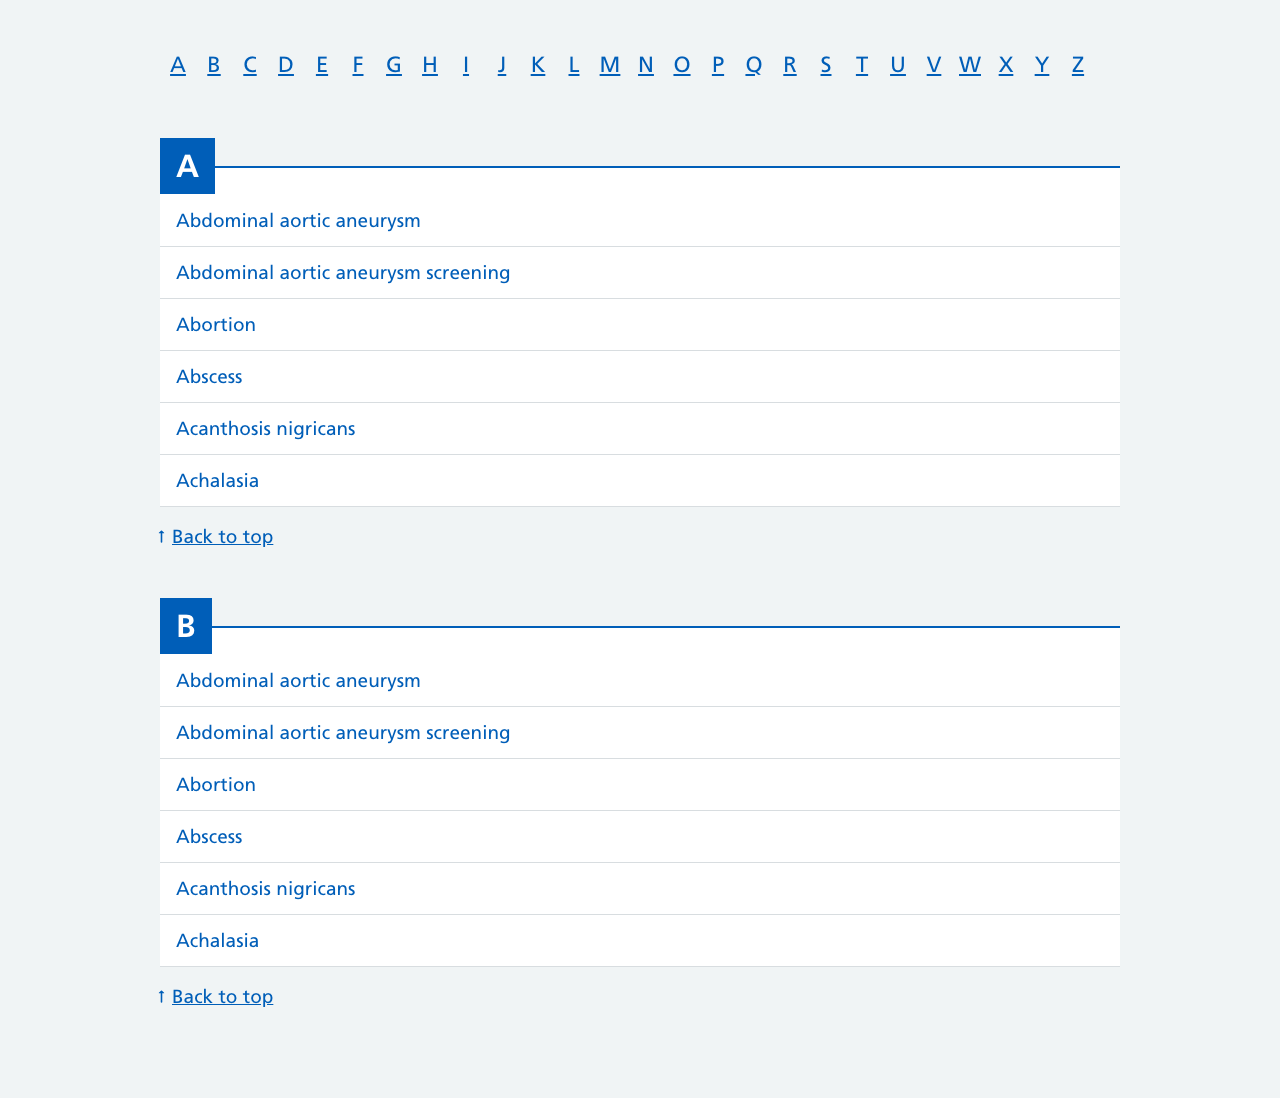 A B C D E F G H I J K L M N O P Q R S T U V W X Y Z
A
Abdominal aortic aneurysm
Abdominal aortic aneurysm screening
Abortion
Abscess
Acanthosis nigricans
Achalasia
↑ Back to top
B
Abdominal aortic aneurysm
Abdominal aortic aneurysm screening
Abortion
Abscess
Acanthosis nigricans
Achalasia
↑ Back to top